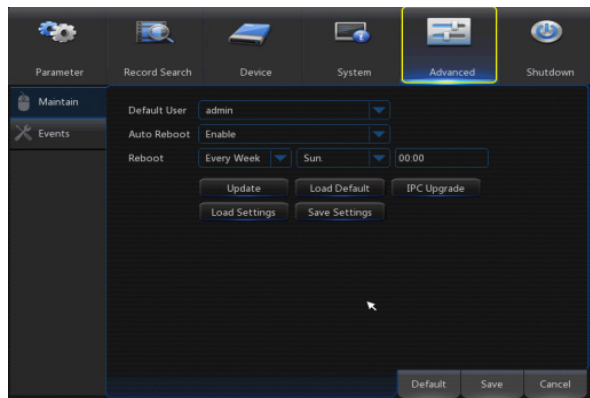 Parameter Record Search Device System Advanced Shutdown
Maintain
Events
Default User admin
Auto Reboot Enable
Reboot Every Week Sun. 00:00
Update Load Default IPC Upgrade
Load Settings Save Settings
Default Save Cancel